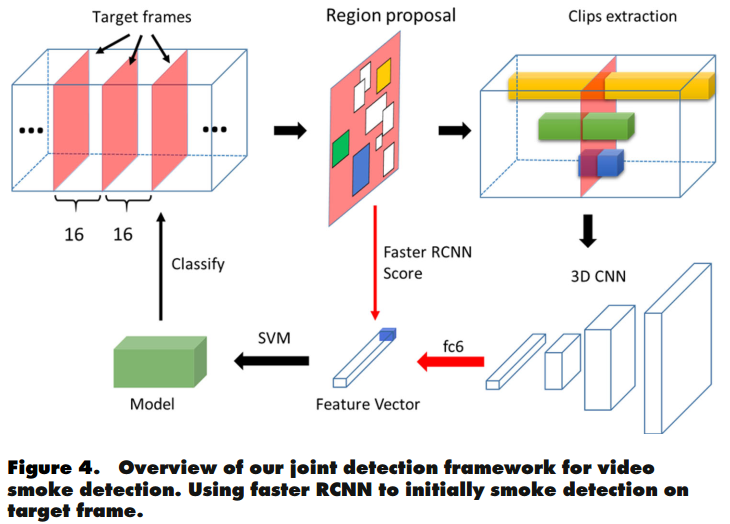 Target frames
Region proposal
Clips extraction
16
16
Classify
Faster RCNN
Score
3D CNN
SVM
fc6
Model
Feature Vector
Figure 4. Overview of our joint detection framework for video
smoke detection. Using faster RCNN to initially smoke detection on
target frame.